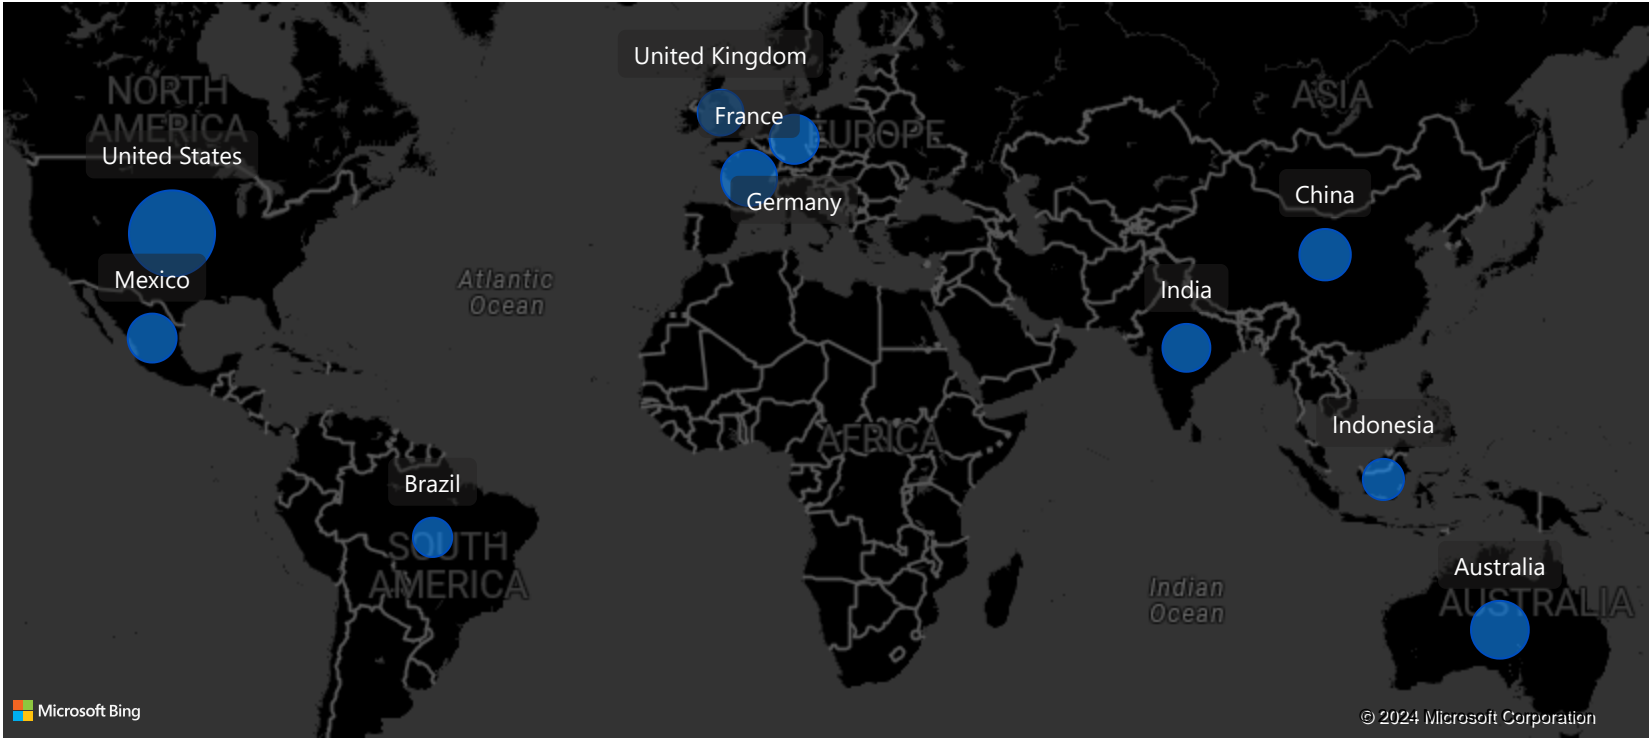 United Kingdom
NORTH
AMERICA
ASIA
France
EUROPE
United States
China
Germany
Mexico
Atlantic
Ocean
India
AFRICA
Indonesia
Brazil
SOUTH
AMERICA
Australia
AUSTRALIA
Indian
Ocean
Microsoft Bing
© 2024 Microsoft Corporation